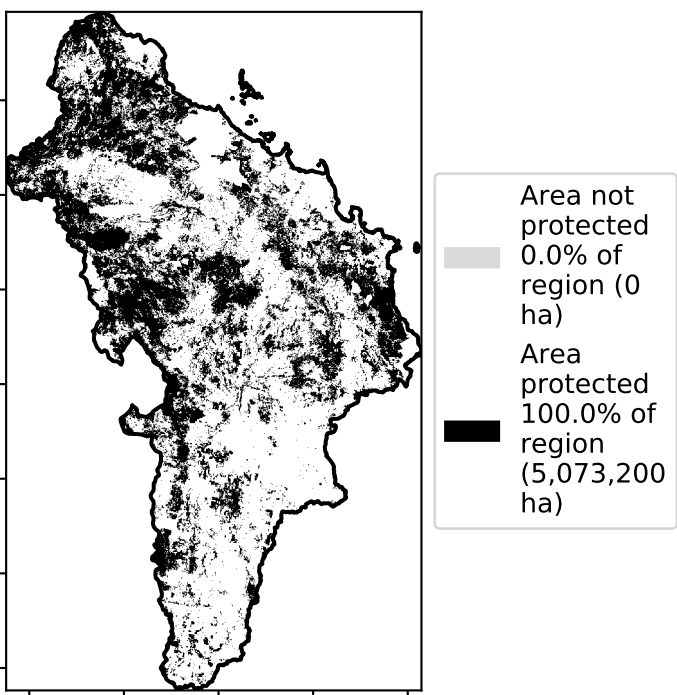 Area not
protected
0.0% of
region (0
ha)
Area
protected
100.0% of
region
(5,073,200
ha)